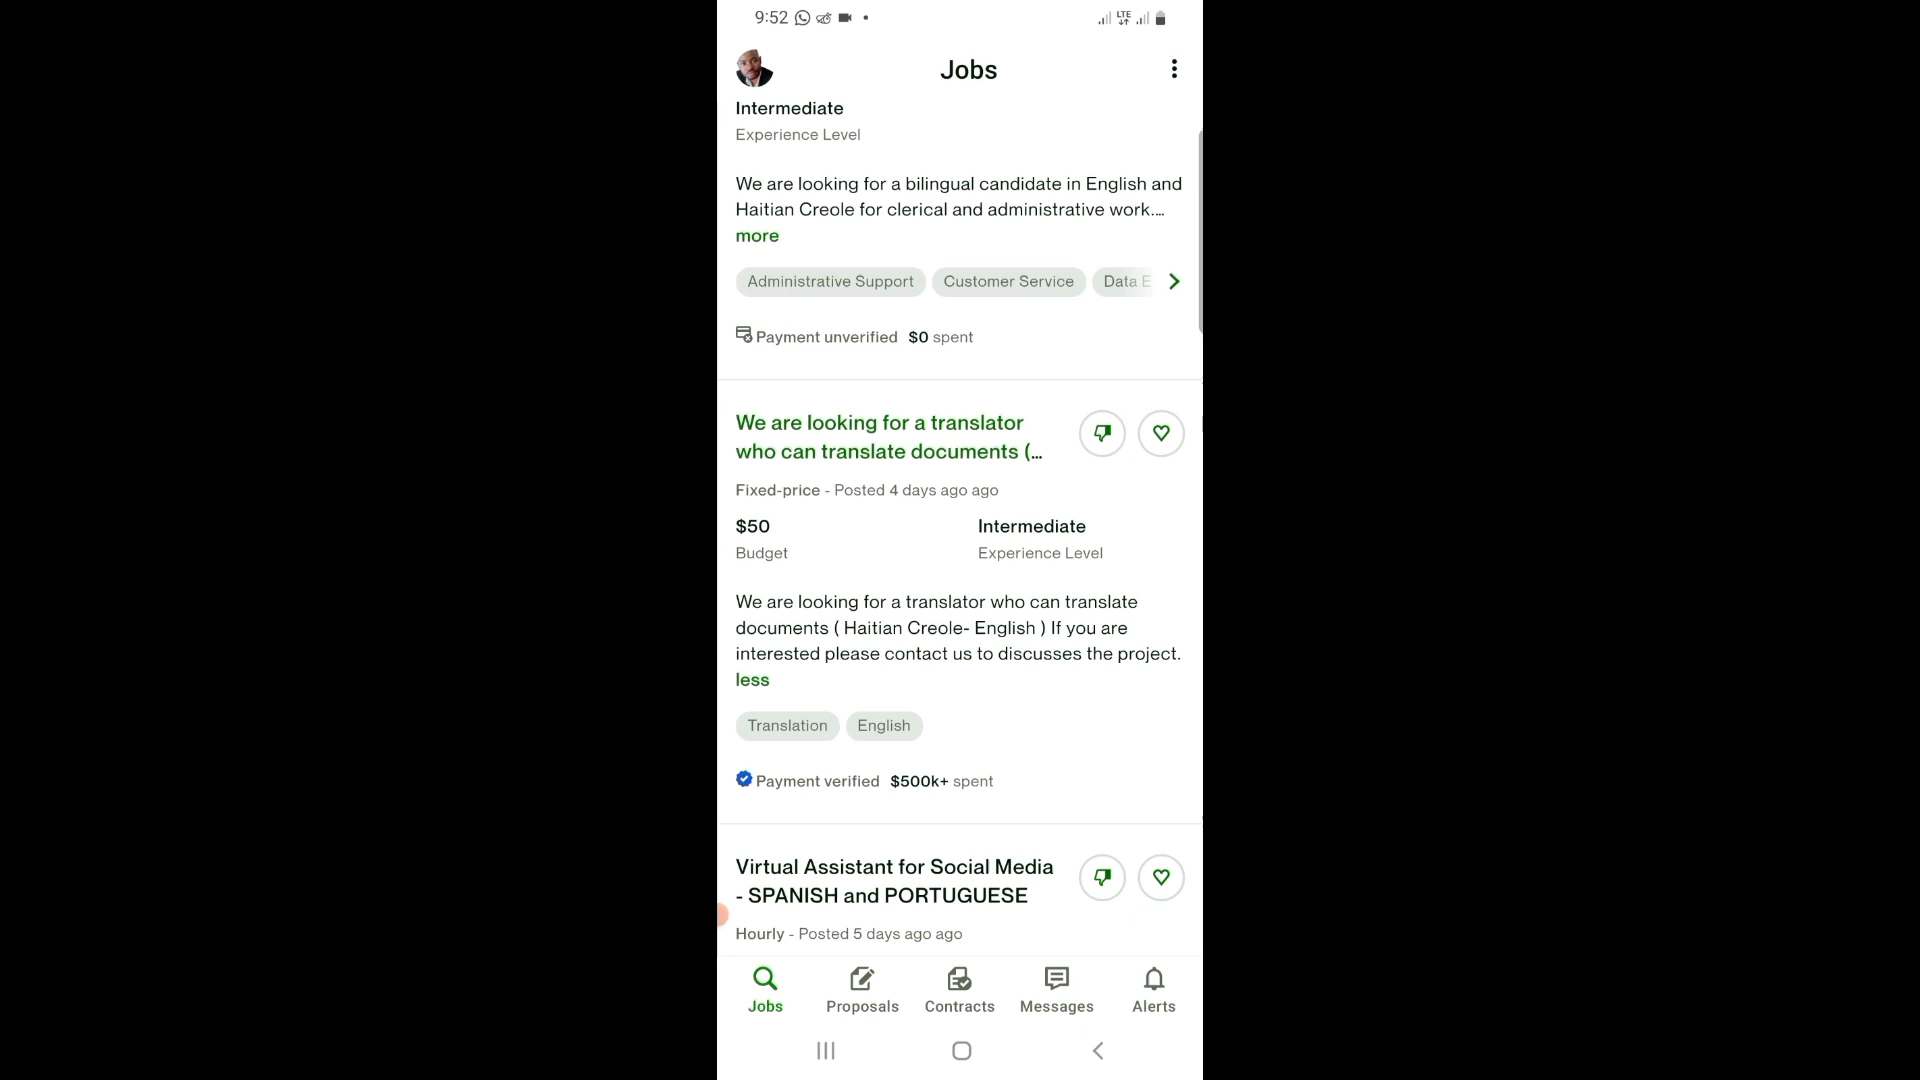 9:52 LTE
Jobs
Intermediate
Experience Level
We are looking for a bilingual candidate in English and
Haitian Creole for clerical and administrative work....
more
Administrative Support Customer Service Data E
Payment unverified $0 spent
We are looking for a translator
who can translate documents (...
Fixed-price - Posted 4 days ago ago
$50 Intermediate
Budget Experience Level
We are looking for a translator who can translate
documents ( Haitian Creole- English ) If you are
interested please contact us to discusses the project.
less
Translation English
Payment verified $500k+ spent
Virtual Assistant for Social Media
- SPANISH and PORTUGUESE
Hourly - Posted 5 days ago ago
Jobs Proposals Contracts Messages Alerts